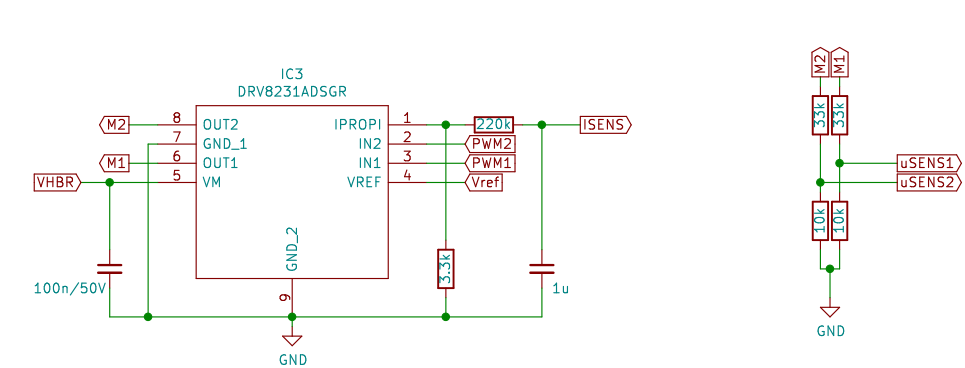 IC3
DRV8231ADSGR
M2
8
OUT2
IPROPI
1
220k
ISENS
7
GND_1
IN2
2
PWM2
M1
6
OUT1
IN1
3
PWM1
VHBR
5
VM
VREF
4
Vref
GND_2
9
100n/50V
3.3k
1u
GND
M2
M1
33k
33k
uSENS1
uSENS2
10k
10k
GND